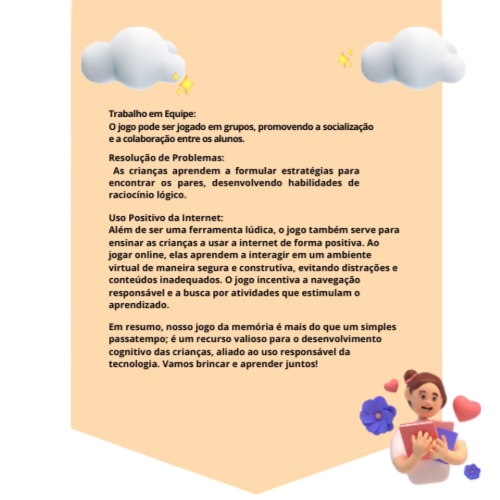 Trabalho em Equipe:
O jogo pode ser jogado em grupos, promovendo a socialização
e a colaboração entre os alunos.
Resolução de Problemas:
As crianças aprendem a formular estratégias para
encontrar os pares, desenvolvendo habilidades de
raciocínio lógico.
Uso Positivo da Internet:
Além de ser uma ferramenta lúdica, o jogo também serve para
ensinar as crianças a usar a internet de forma positiva. Ao
jogar online, elas aprendem a interagir em um ambiente
virtual de maneira segura e construtiva, evitando distrações e
conteúdos inadequados. O jogo incentiva a navegação
responsável e a busca por atividades que estimulam o
aprendizado.
Em resumo, nosso jogo da memória é mais do que um simples
passatempo; é um recurso valioso para o desenvolvimento
cognitivo das crianças, aliado ao uso responsável da
tecnologia. Vamos brincar e aprender juntos!